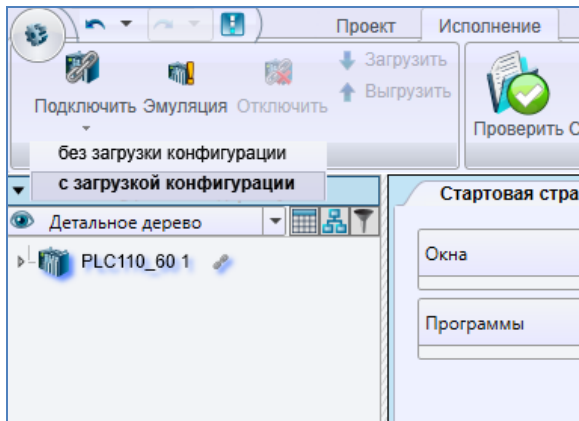 Проект Исполнение
Загрузить
Выгрузить
Подключить Эмуляция Отключить
Проверить
без загрузки конфигурации
с загрузкой конфигурации
Стартовая стра
Детальное дерево
PLC110_60 1
Окна
Программы